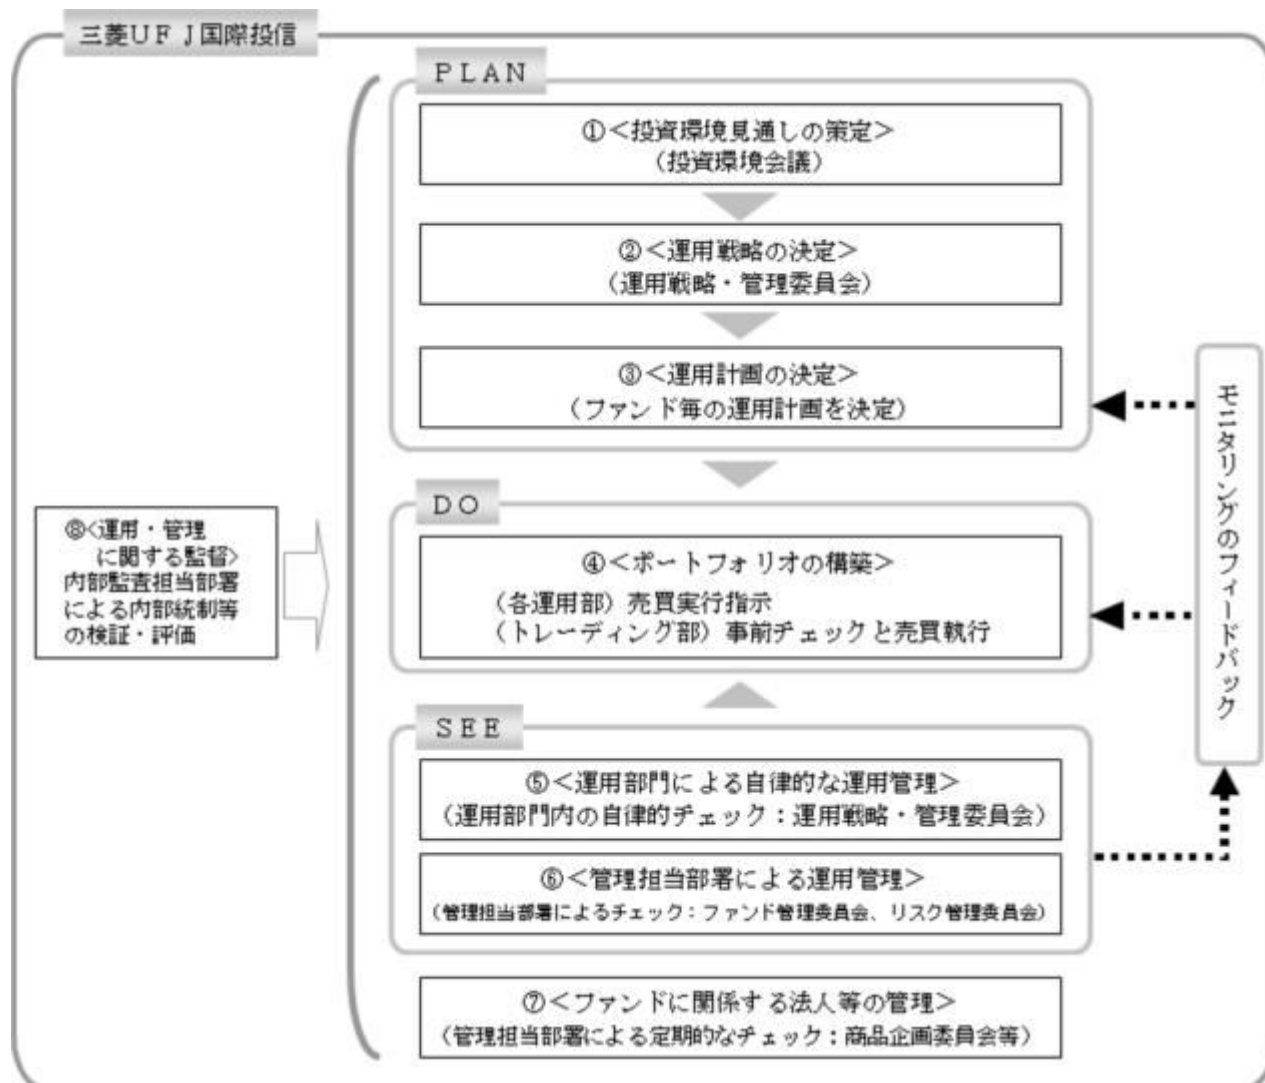 三菱UFJ国際投信
PLAN
①<投資環境見通しの策定>
(投資環境会議)
②<運用戦略の決定>
(運用戦略・管理委員会)
③<運用計画の決定>
(ファンド毎の運用計画を決定)
DO
④<ポートフォリオの構築>
(各運用部)売買実行指示
(トレーディング部)事前チェックと売買執行
SEE
⑤<運用部門による自律的な運用管理>
(運用部門内の自律的チェック:運用戦略・管理委員会)
⑥<管理担当部署による運用管理>
(管理担当部署によるチェック:ファンド管理委員会、リスク管理委員会)
⑦<ファンドに関係する法人等の管理>
(管理担当部署による定期的なチェック:商品企画委員会等)
⑧<運用・管理
に関する監督>
内部監査担当部署
による内部統制等
の検証・評価
モニタリングのフィードバック